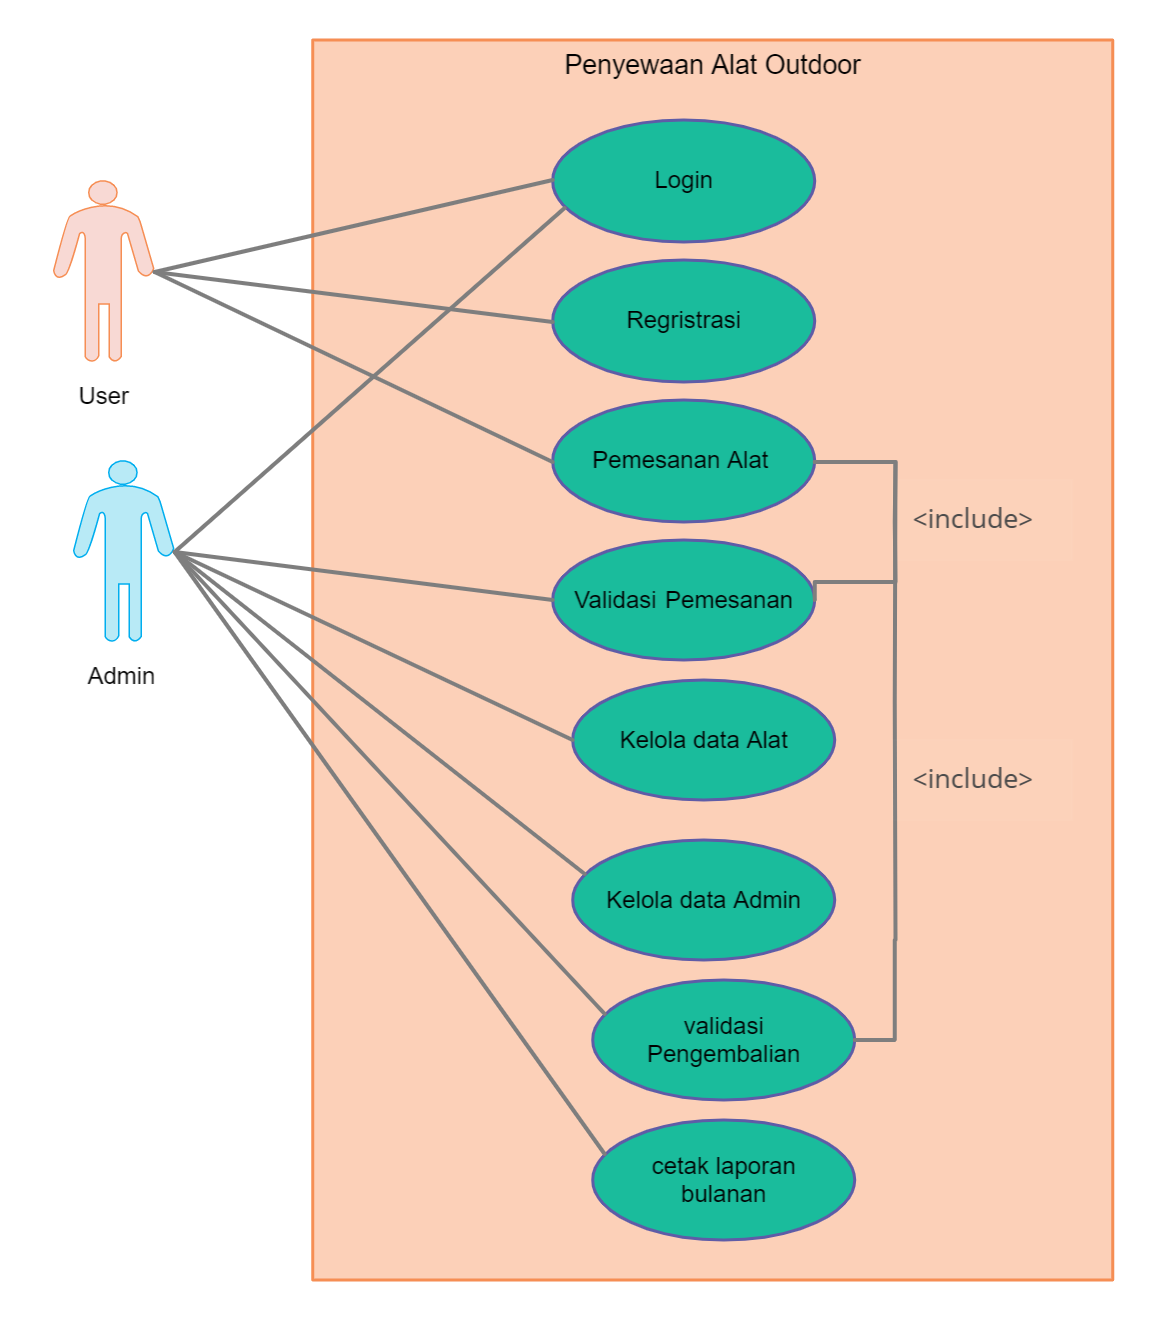 Penyewaan Alat Outdoor
Login
Regristrasi
User
Pemesanan Alat
<include>
Validasi Pemesanan
Admin
Kelola data Alat
<include>
Kelola data Admin
validasi
Pengembalian
cetak laporan
bulanan